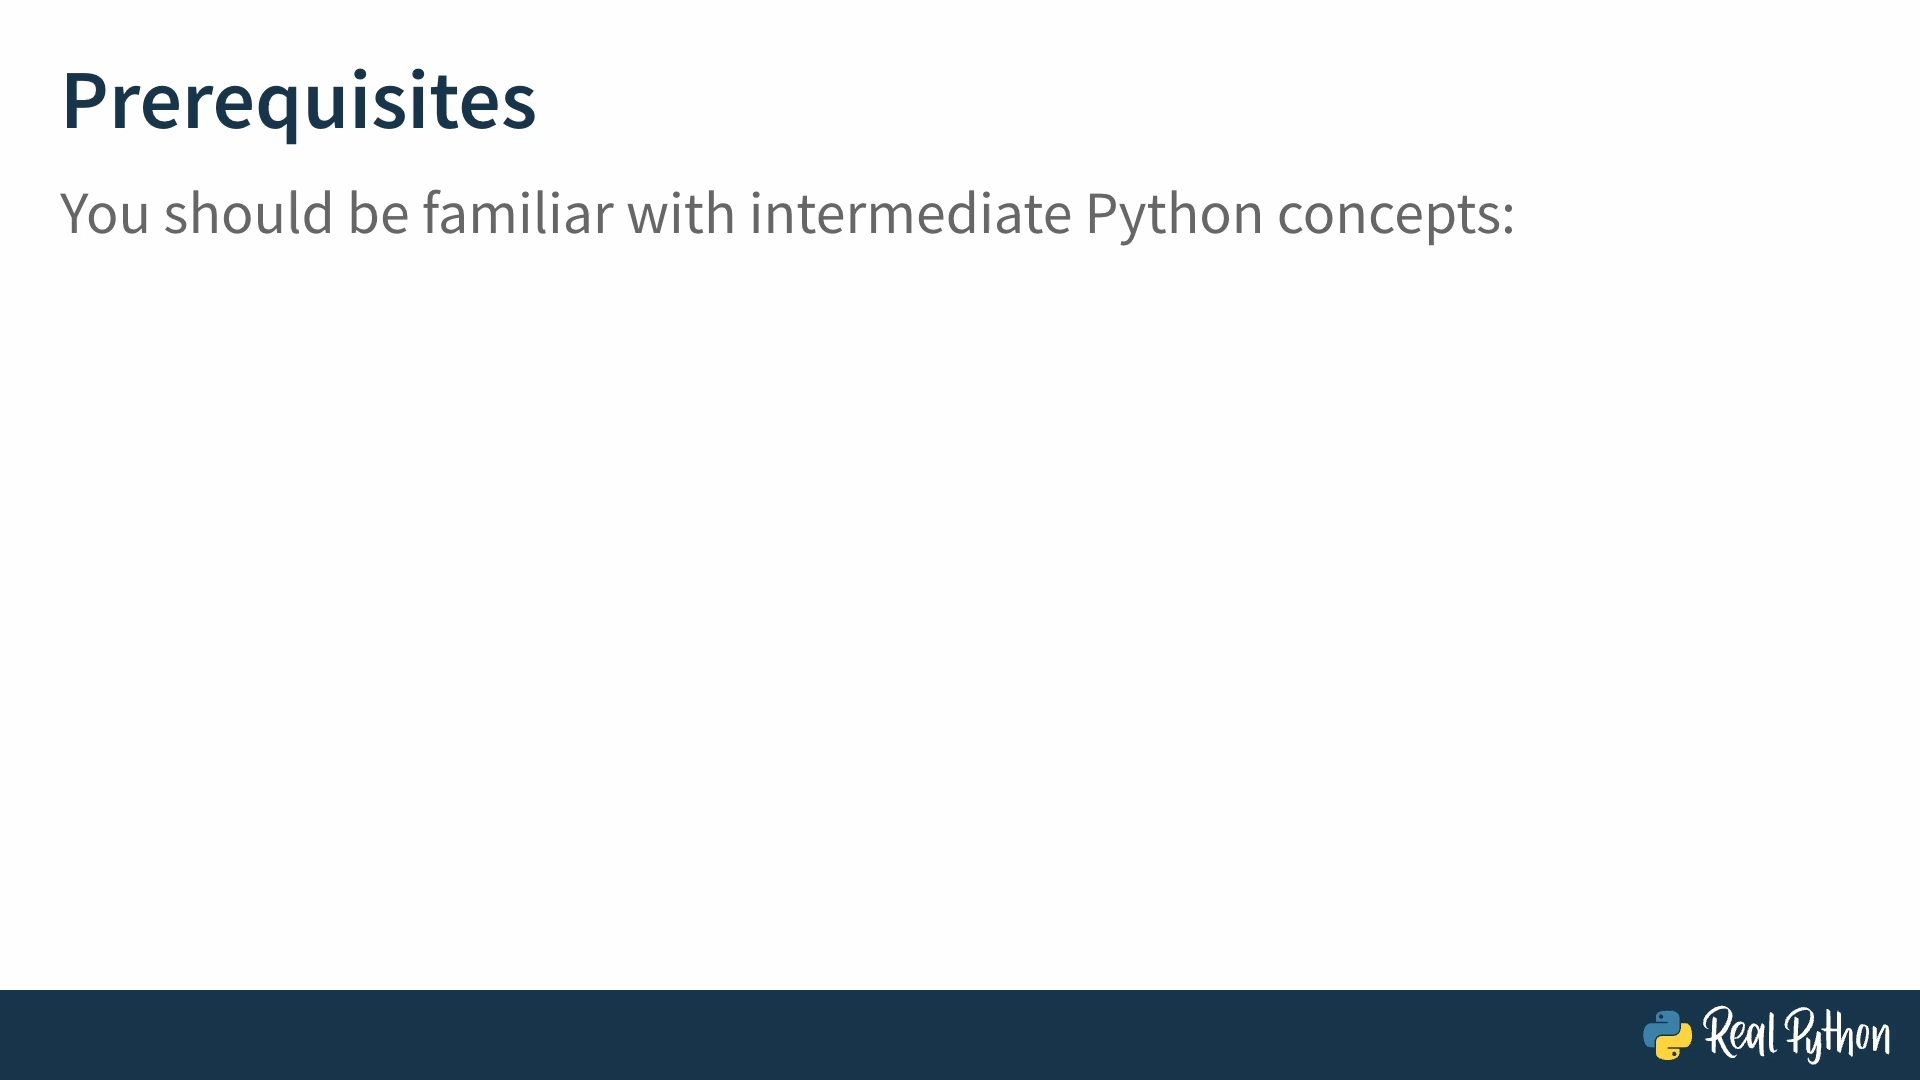 Prerequisites
You should be familiar with intermediate Python concepts:
Real Python